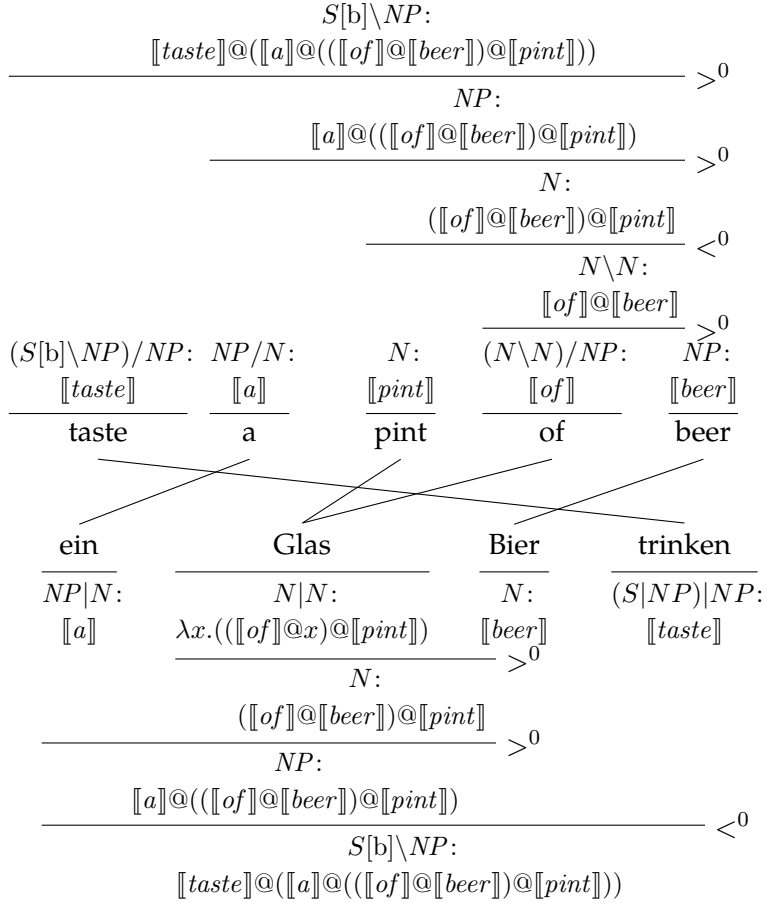 S[b]\NP:
⟦taste⟧@(⟦a⟧@((⟦of⟧@⟦beer⟧)@⟦pint⟧))
>0
NP:
⟦a⟧@((⟦of⟧@⟦beer⟧)@⟦pint⟧)
>0
N:
(⟦of⟧@⟦beer⟧)@⟦pint⟧
<0
N\N:
⟦of⟧@⟦beer⟧
>0
(S[b]\NP)/NP: NP/N: N: (N\N)/NP: NP:
⟦taste⟧ ⟦a⟧ ⟦pint⟧ ⟦of⟧ ⟦beer⟧
taste a pint of beer
ein Glas Bier trinken
NP|N: N|N: N: (S|NP)|NP:
⟦a⟧ λx.((⟦of⟧@x)@⟦pint⟧) ⟦beer⟧ ⟦taste⟧
>0
N:
(⟦of⟧@⟦beer⟧)@⟦pint⟧
>0
NP:
⟦a⟧@((⟦of⟧@⟦beer⟧)@⟦pint⟧)
<0
S[b]\NP:
⟦taste⟧@(⟦a⟧@((⟦of⟧@⟦beer⟧)@⟦pint⟧))